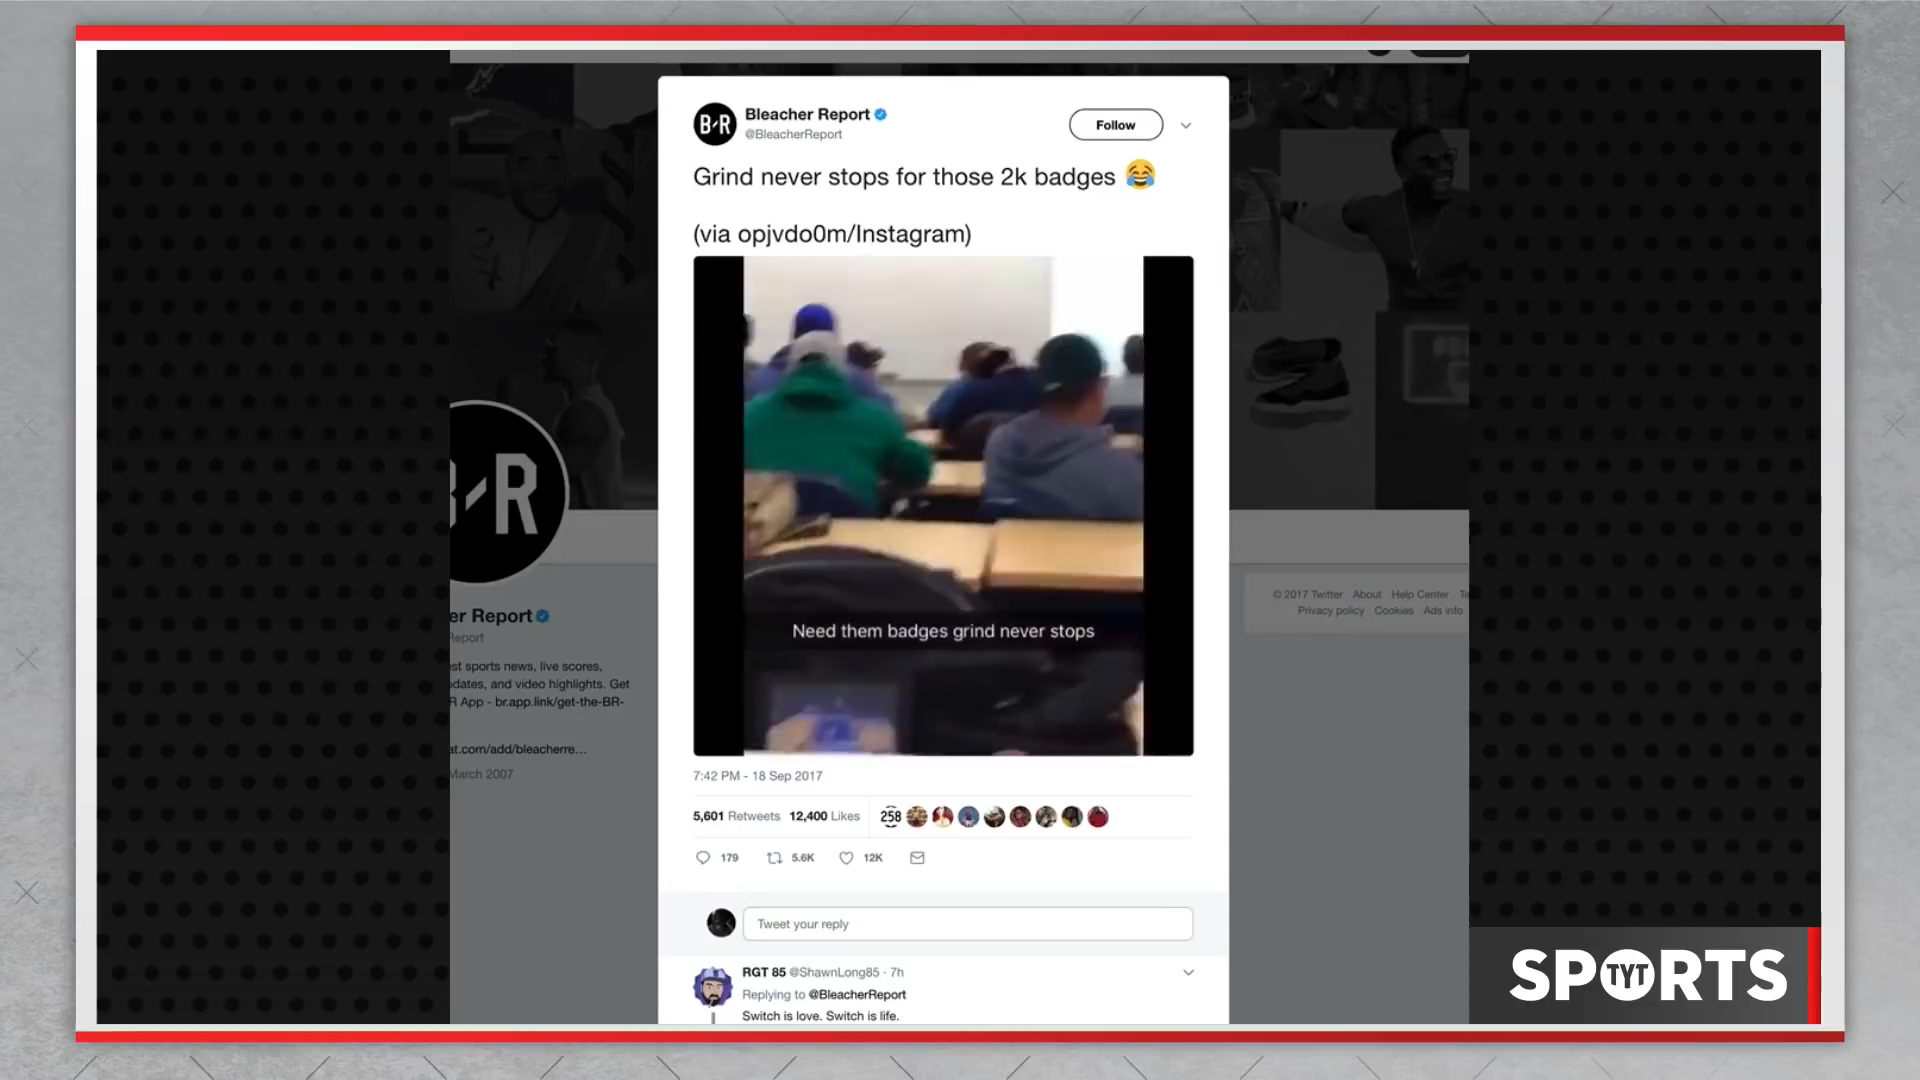 B-R
Bleacher Report
@BleacherReport
Follow
Grind never stops for those 2k badges 😂
(via opjvdo0m/Instagram)
Need them badges grind never stops
7:42 PM - 18 Sep 2017
5,601 Retweets 12,400 Likes
258
179 5.6K 12K
Tweet your reply
RGT 85 @ShawnLong85 · 7h
Replying to @BleacherReport
Switch is love. Switch is life.
B-R
er Report
Report
st sports news, live scores,
dates, and video highlights. Get
R App - br.app.link/get-the-BR-
at.com/add/bleacherre...
March 2007
© 2017 Twitter About Help Center Te
Privacy policy Cookies Ads info
SPORTS
TYT